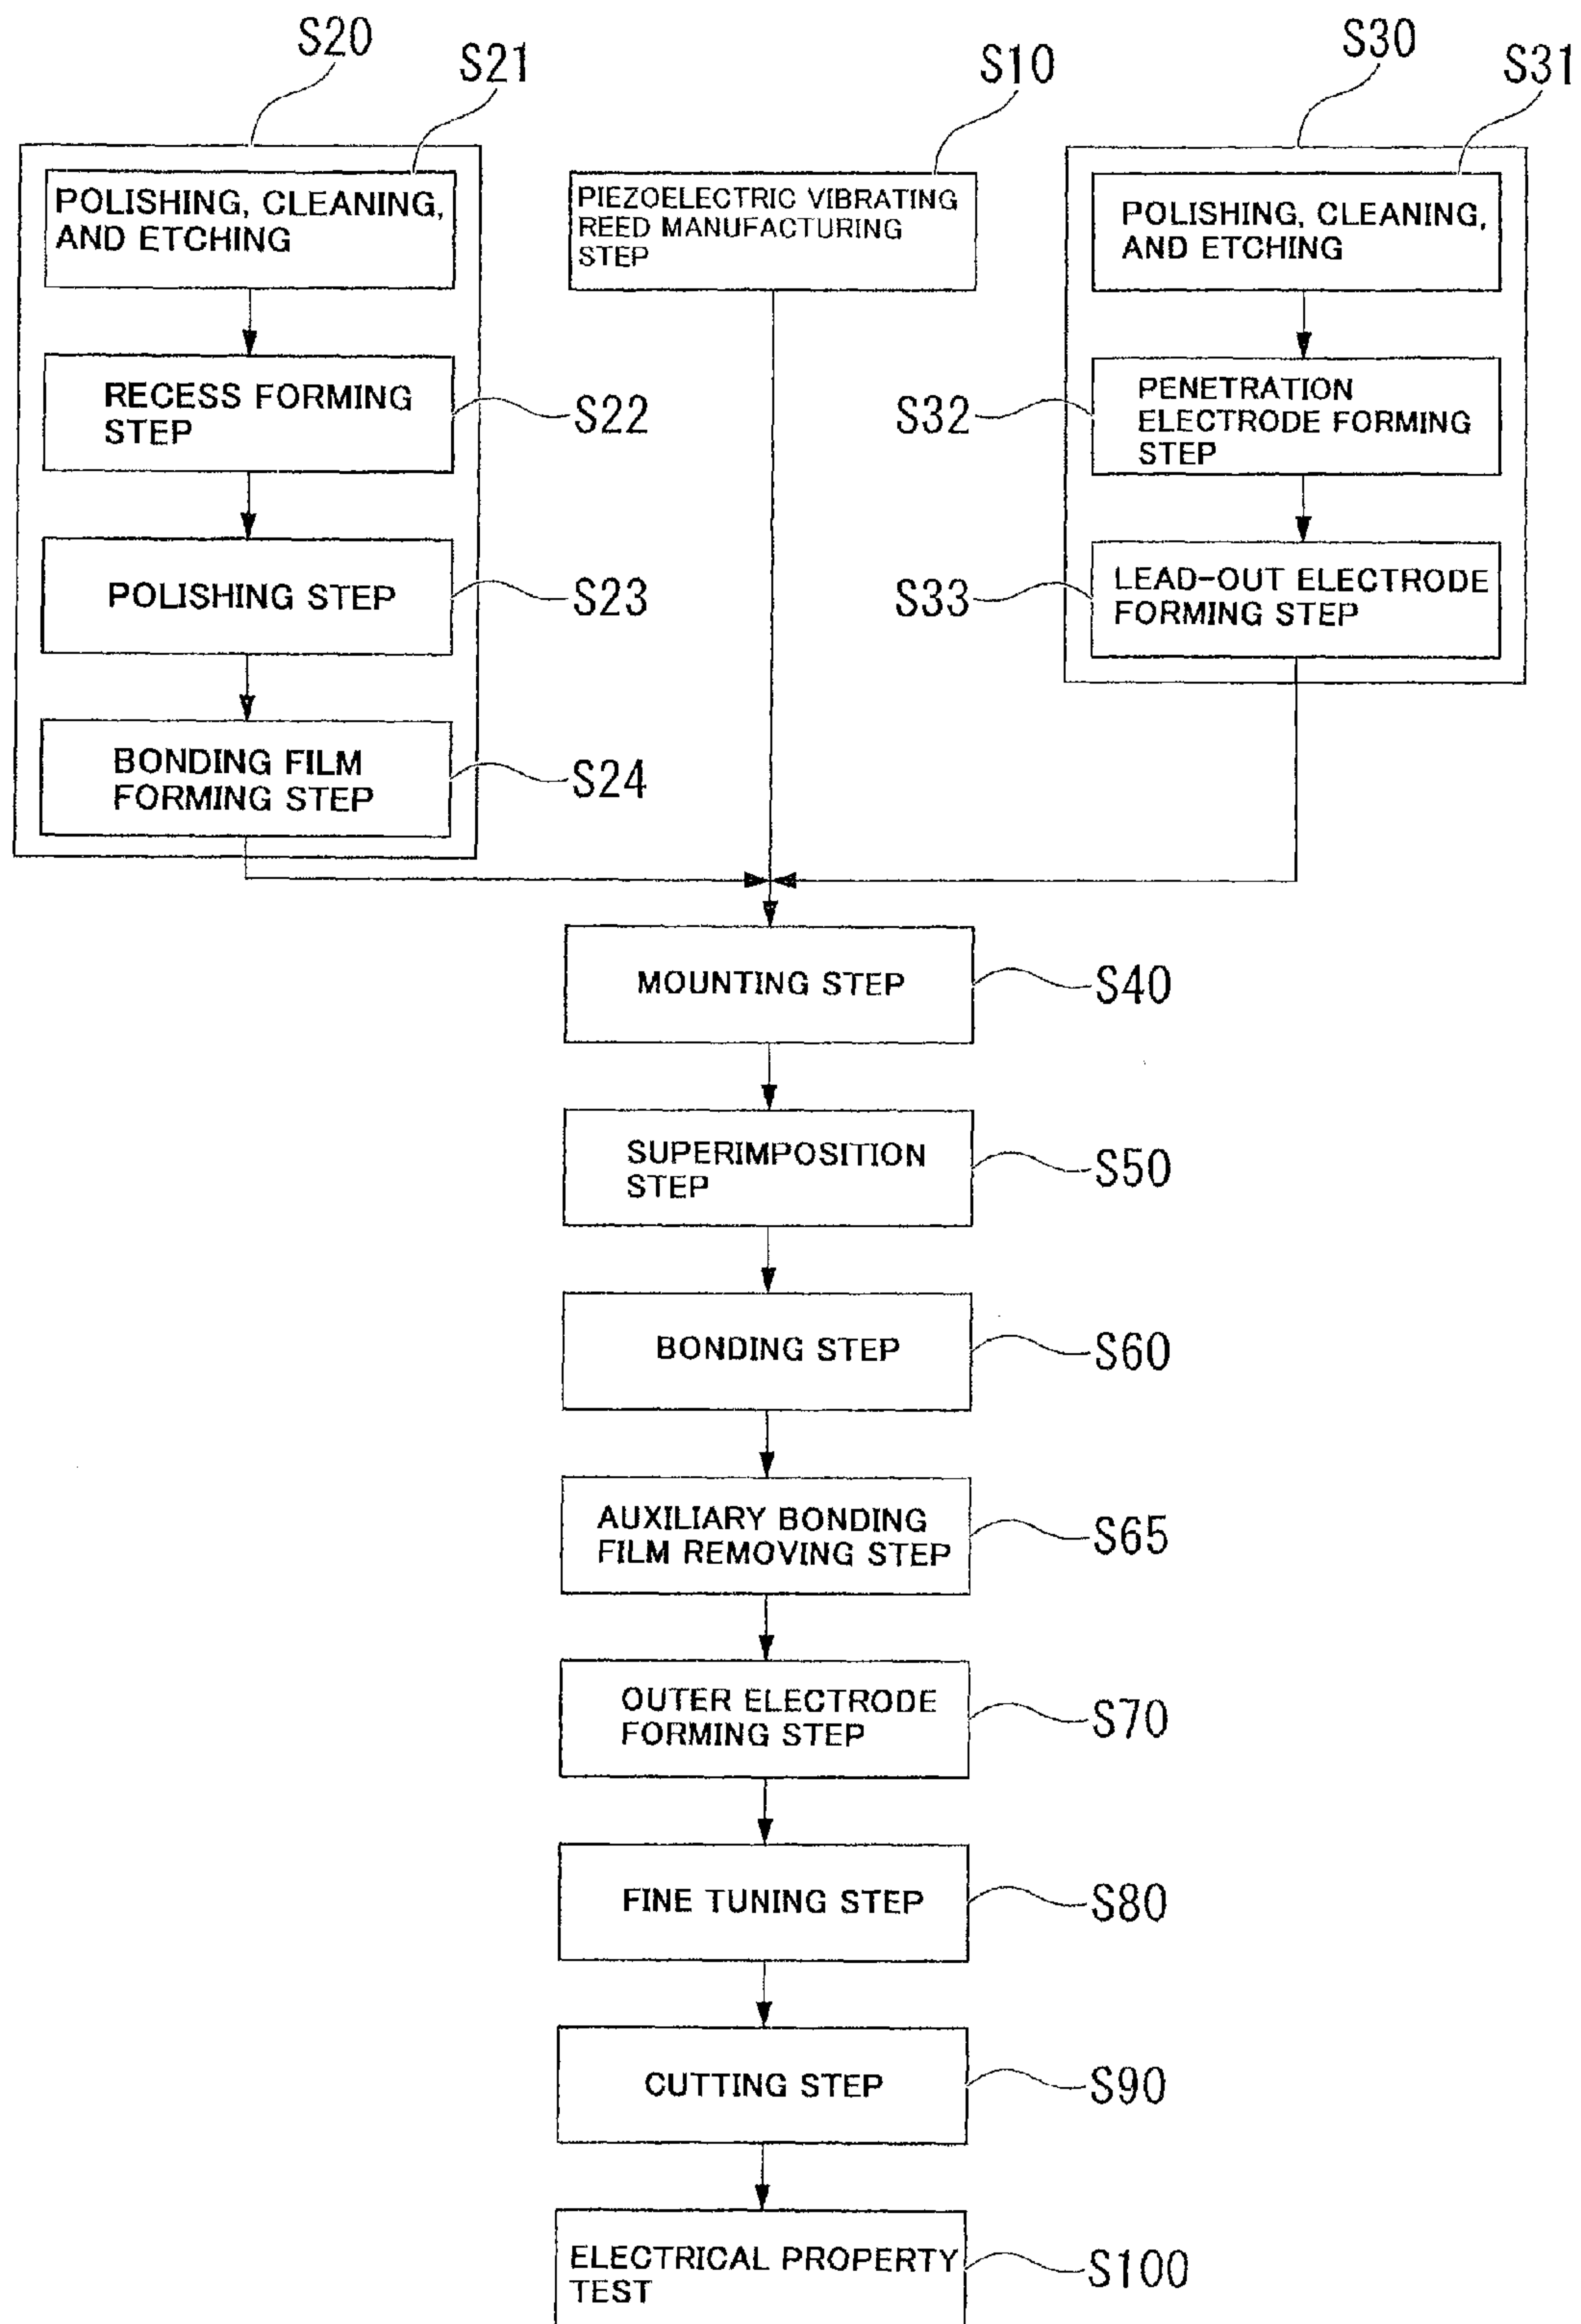 S20
S21
POLISHING, CLEANING,
AND ETCHING
RECESS FORMING
STEP
S22
POLISHING STEP
S23
BONDING FILM
FORMING STEP
S24
S10
PIEZOELECTRIC VIBRATING
REED MANUFACTURING
STEP
S30
S31
POLISHING, CLEANING,
AND ETCHING
PENETRATION
ELECTRODE FORMING
STEP
S32
LEAD-OUT ELECTRODE
FORMING STEP
S33
MOUNTING STEP
S40
SUPERIMPOSITION
STEP
S50
BONDING STEP
S60
AUXILIARY BONDING
FILM REMOVING STEP
S65
OUTER ELECTRODE
FORMING STEP
S70
FINE TUNING STEP
S80
CUTTING STEP
S90
ELECTRICAL PROPERTY
TEST
S100